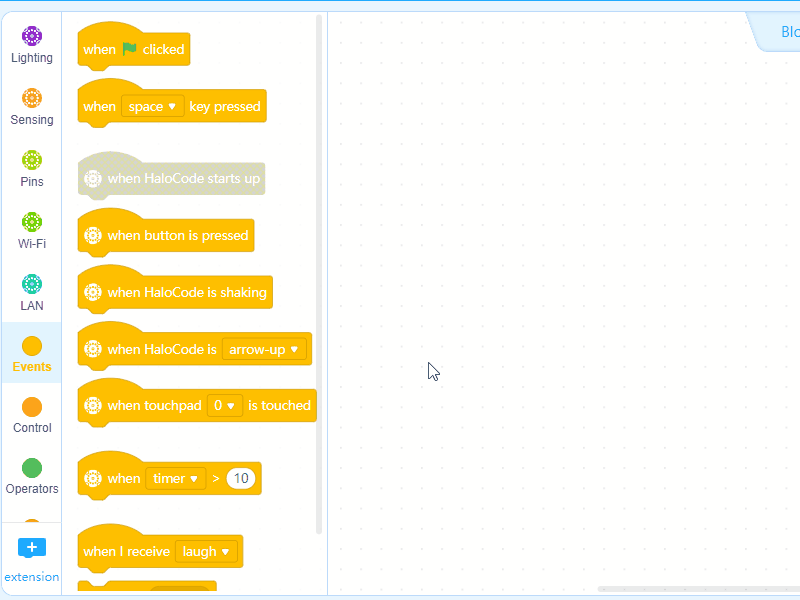 Lighting
Sensing
Pins
Wi-Fi
LAN
Events
Control
Operators
extension
when clicked
when space key pressed
when HaloCode starts up
when button is pressed
when HaloCode is shaking
when HaloCode is arrow-up
when touchpad 0 is touched
when timer > 10
when I receive laugh
Blo